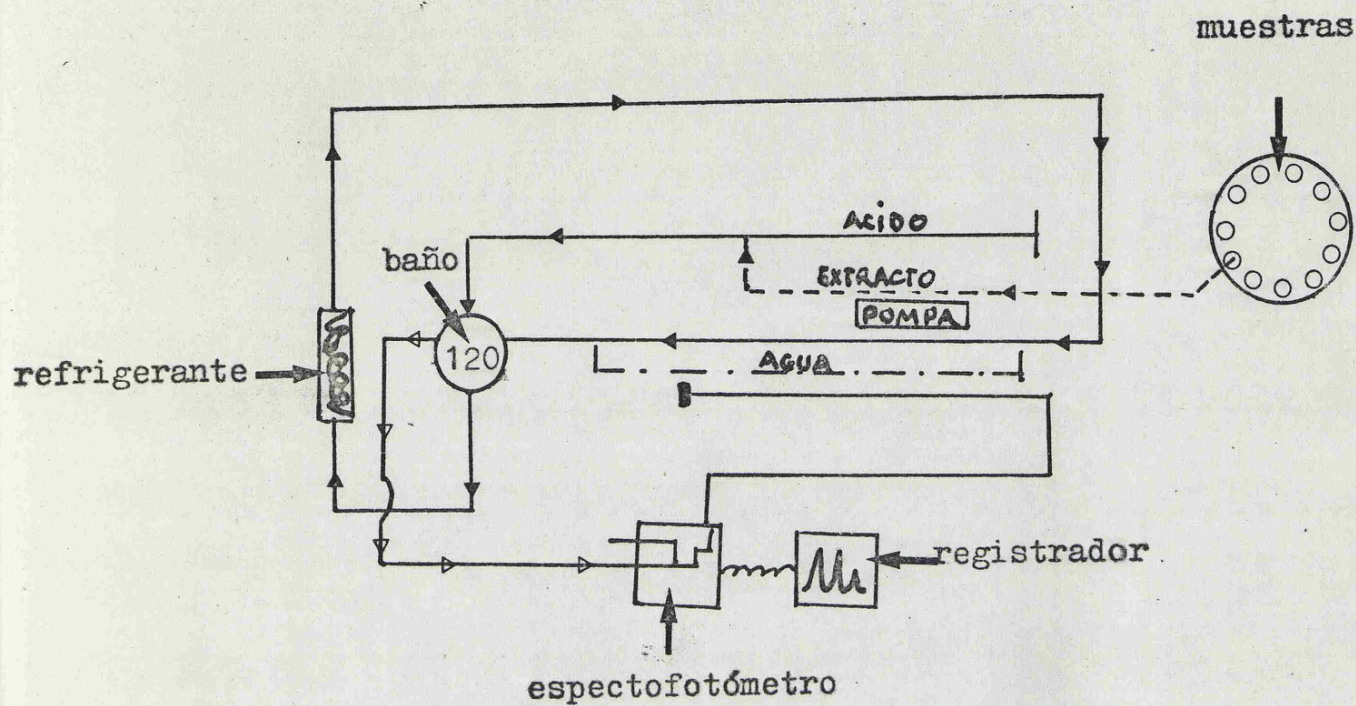 muestras
ACIDO
baño
EXTRACTO
POMPA
120
AGUA
refrigerante
registrador
espectofotómetro